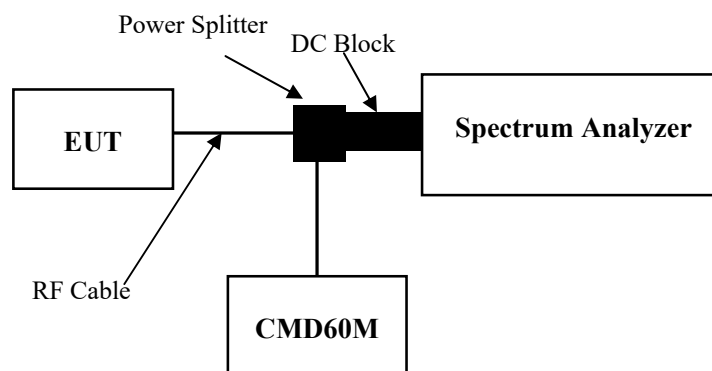 Power Splitter
DC Block
EUT
Spectrum Analyzer
RF Cable
CMD60M